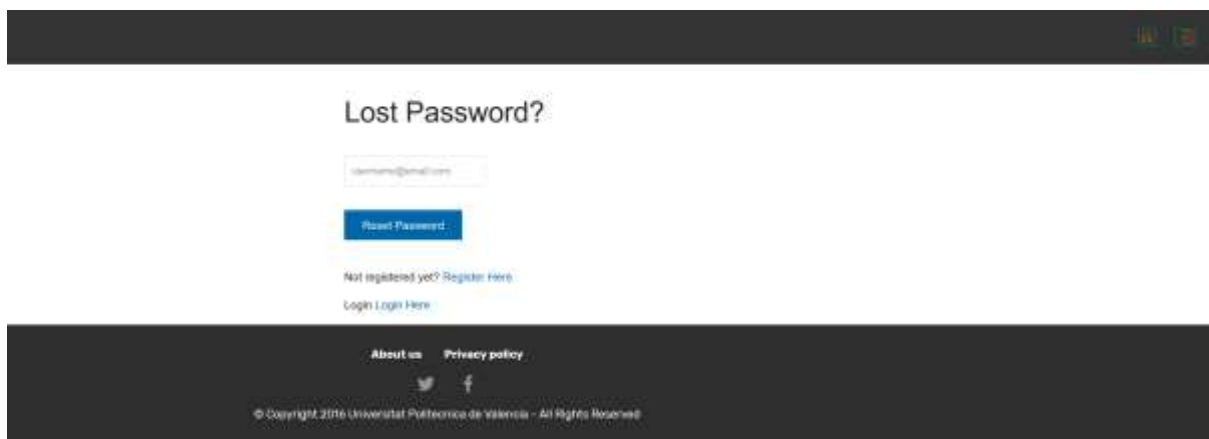 Lost Password?
username@email.com
Reset Password
Not registered yet? Register Here
Login Login Here
About us Privacy policy
© Copyright 2016 Universitat Politecnica de Valencia - All Rights Reserved